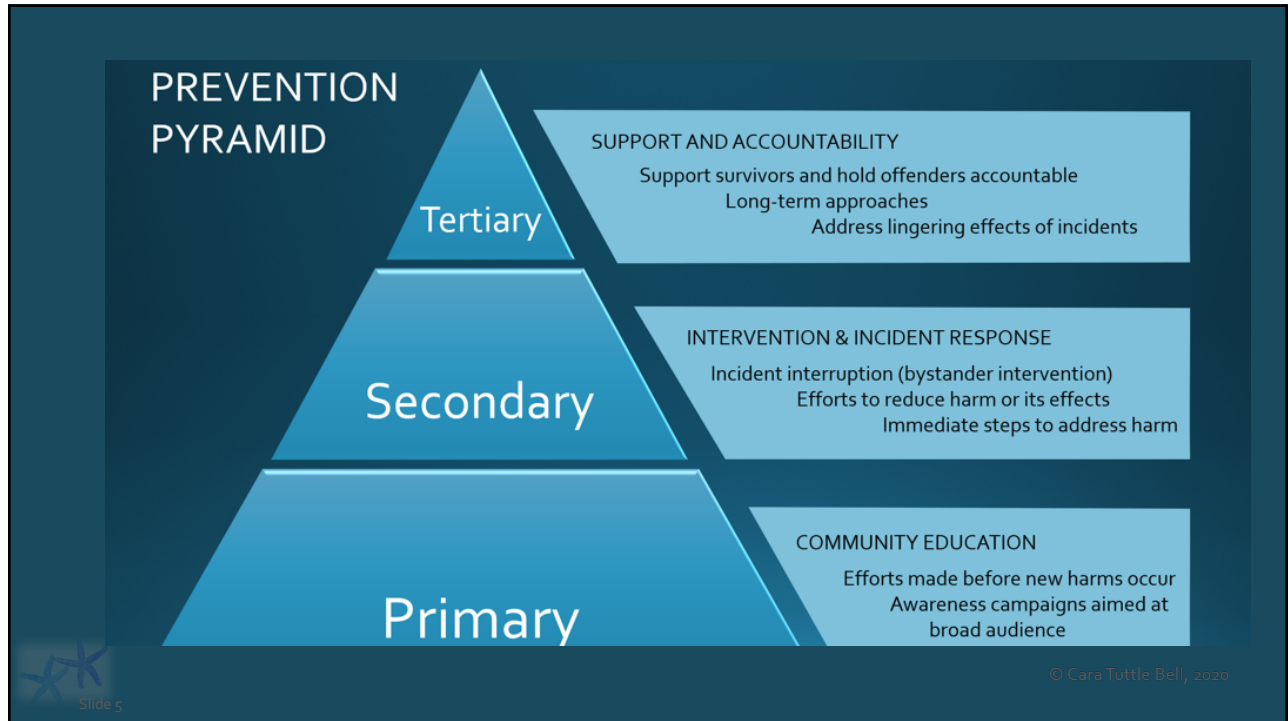 PREVENTION
PYRAMID
Tertiary
SUPPORT AND ACCOUNTABILITY
Support survivors and hold offenders accountable
Long-term approaches
Address lingering effects of incidents
Secondary
INTERVENTION & INCIDENT RESPONSE
Incident interruption (bystander intervention)
Efforts to reduce harm or its effects
Immediate steps to address harm
Primary
COMMUNITY EDUCATION
Efforts made before new harms occur
Awareness campaigns aimed at
broad audience
© Cara Tuttle Bell, 2020
Slide 5